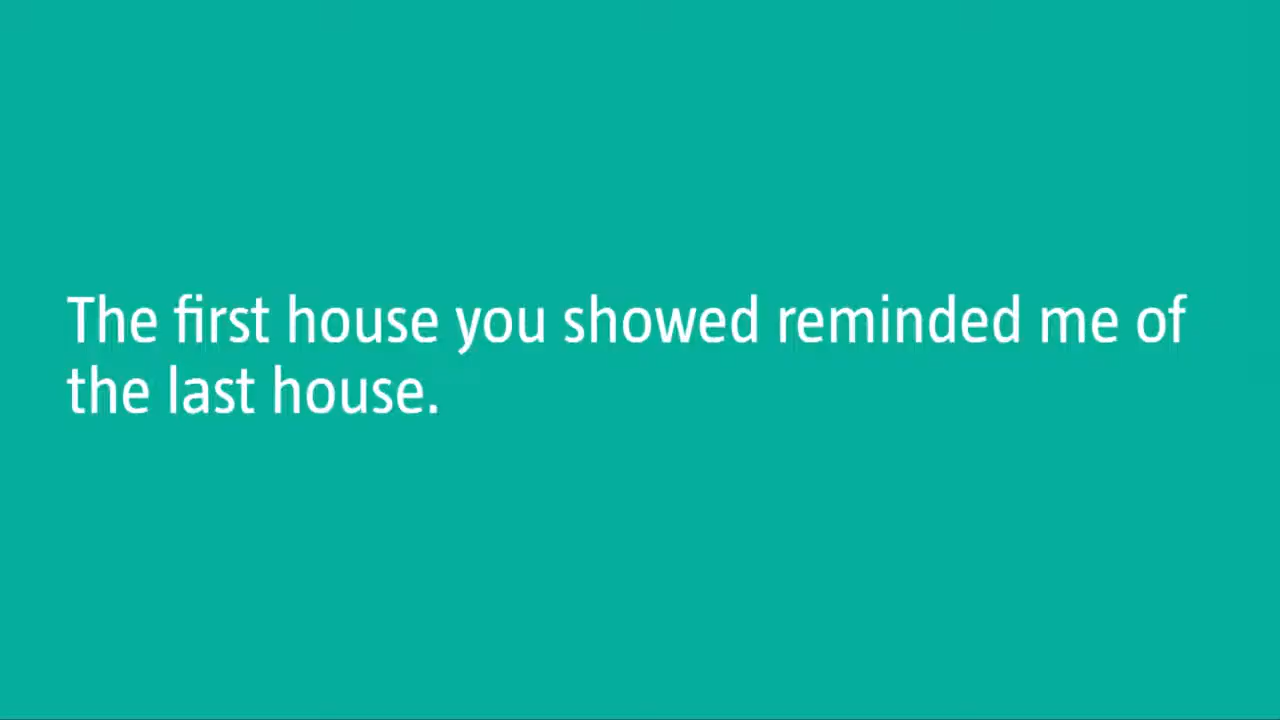 The first house you showed reminded me of
the last house.